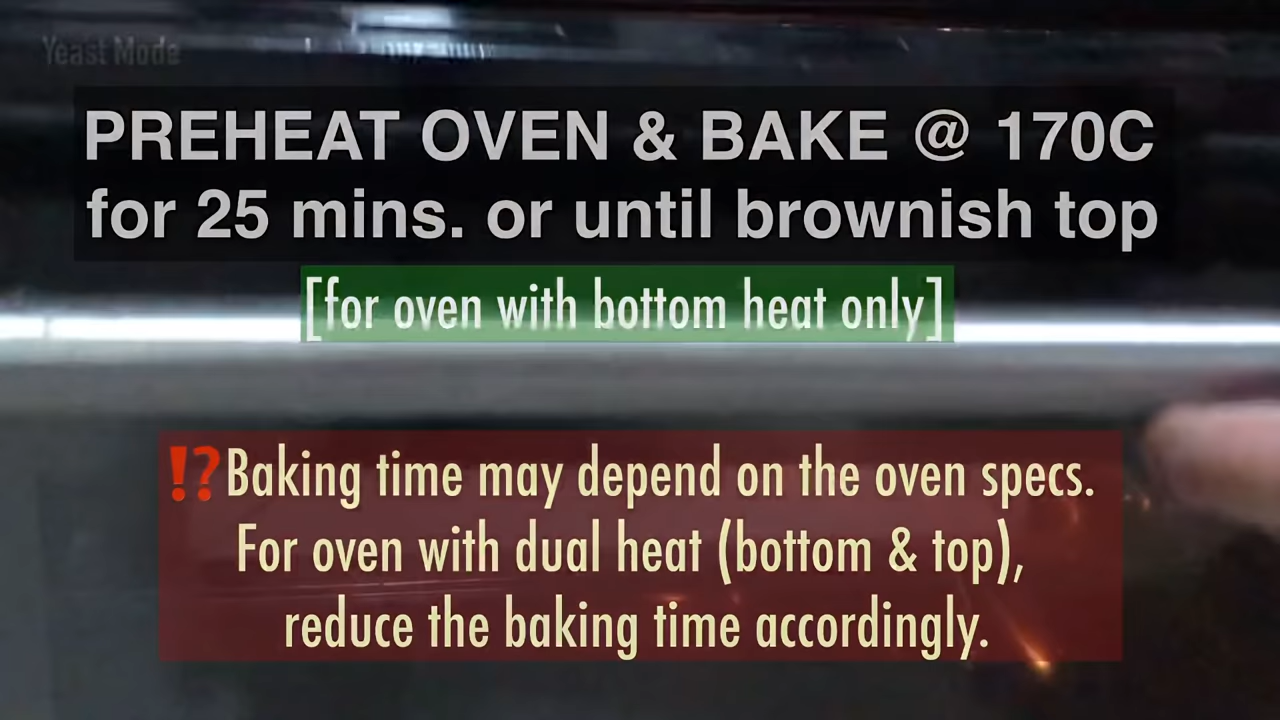 Yeast Mode
PREHEAT OVEN & BAKE @ 170C
for 25 mins. or until brownish top
[for oven with bottom heat only]
⁉Baking time may depend on the oven specs.
For oven with dual heat (bottom & top),
reduce the baking time accordingly.